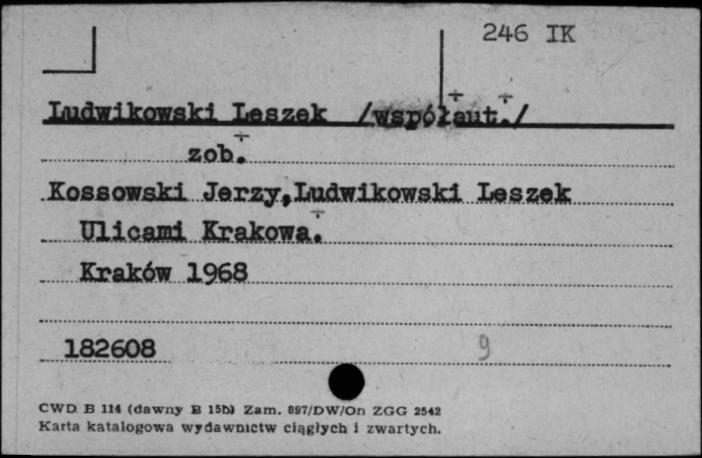 246 IK
Ludwikowski Leszek /współaut./
zob.
Kossowski Jerzy,Ludwikowski Leszek
Ulicami Krakowa.
Kraków 1968
182608 9
CWD B 114 (dawny B 15b) Zam. 897/DW/On ZGG 2542
Karta katalogowa wydawnictw ciągłych i zwartych.